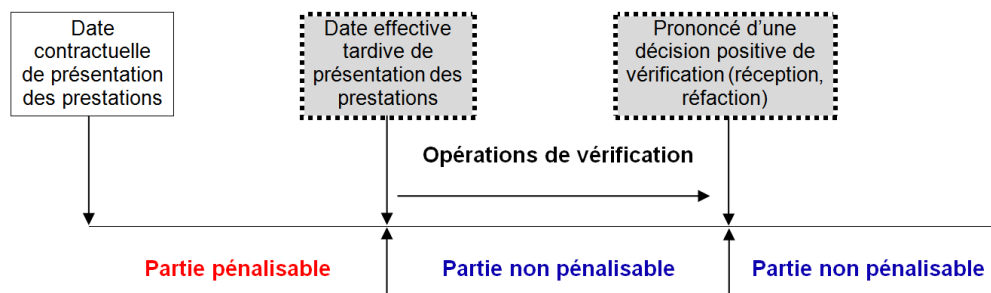 Date
contractuelle
de présentation
des prestations
Date effective
tardive de
présentation des
prestations
Prononcé d'une
décision positive de
vérification (réception,
réfaction)
Opérations de vérification
Partie pénalisable
Partie non pénalisable
Partie non pénalisable